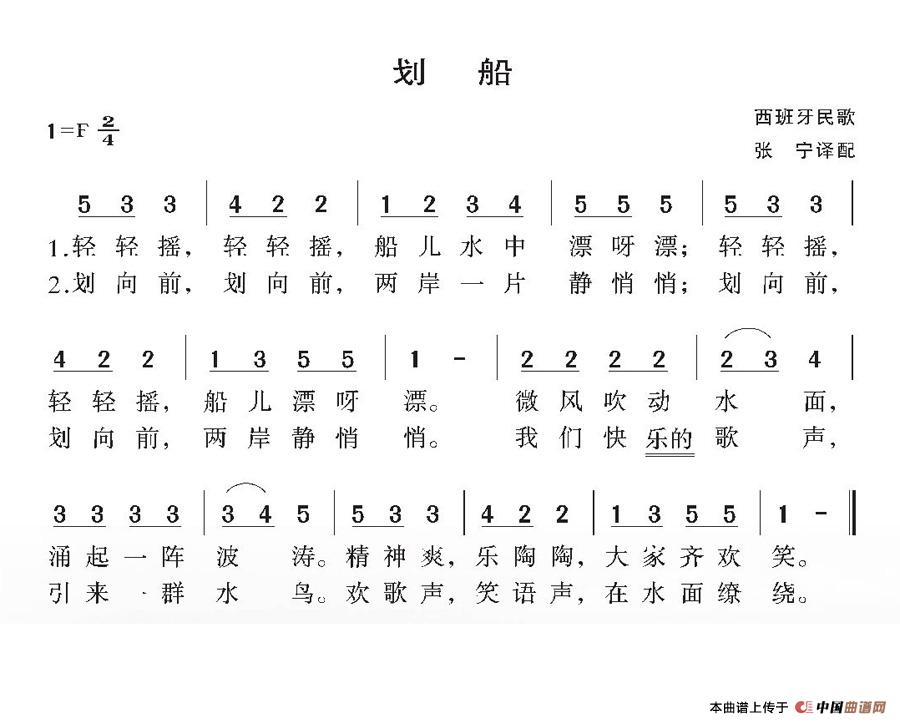 划 船
1=F 2/4
西班牙民歌
张 宁译配
5 3 3 | 4 2 2 | 1 2 3 4 | 5 5 5 | 5 3 3 |
1.轻轻摇，轻轻摇，船儿水中 漂呀漂；轻轻摇，
2.划向前，划向前，两岸一片 静悄悄；划向前，
4 2 2 | 1 3 5 5 | 1 - | 2 2 2 2 | 2 3 4 |
轻轻摇，船儿漂呀 漂。 微风吹动 水 面，
划向前，两岸静悄 悄。 我们快乐的 歌 声，
3 3 3 3 | 3 4 5 | 5 3 3 | 4 2 2 | 1 3 5 5 | 1 - ‖
涌起一阵 波 涛。精神爽，乐陶陶，大家齐欢 笑。
引来一群 水 鸟。欢歌声，笑语声，在水面缭 绕。
本曲谱上传于 中国曲谱网